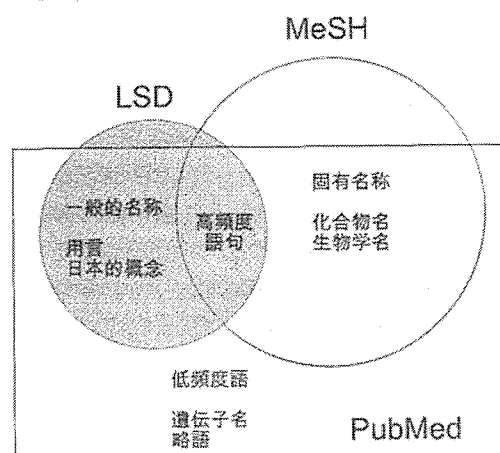 MeSH
LSD
固有名称
一般的名称
高頻度
語句
化合物名
生物学名
用言
日本的概念
低頻度語
遺伝子名
略語
PubMed